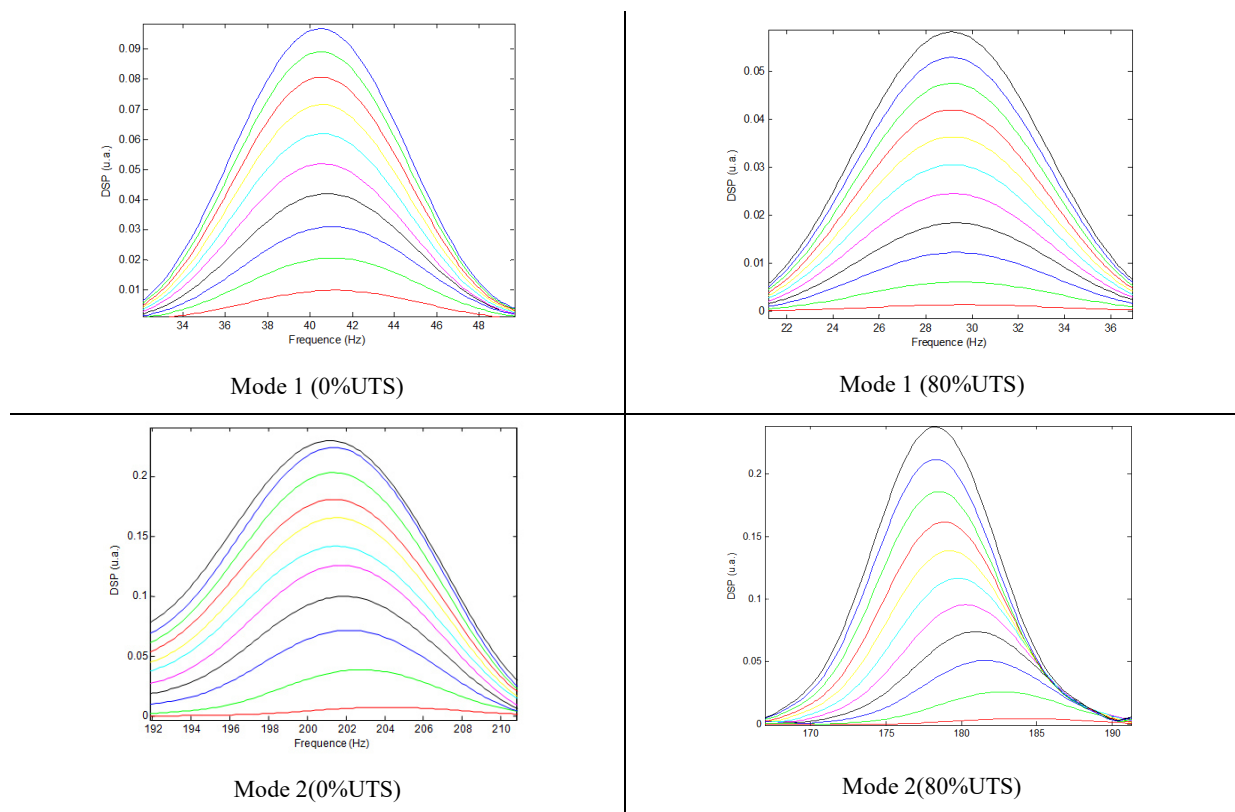 0.09
0.08
0.07
0.06
0.05
0.04
0.03
0.02
0.01
DSP (u.a.)
34 36 38 40 42 44 46 48
Frequence (Hz)
Mode 1 (0%UTS)
0.05
0.04
0.03
0.02
0.01
0
DSP (u.a.)
22 24 26 28 30 32 34 36
Frequence (Hz)
Mode 1 (80%UTS)
0.2
0.15
0.1
0.05
0
DSP (u.a.)
192 194 196 198 200 202 204 206 208 210
Frequence (Hz)
Mode 2(0%UTS)
0.2
0.15
0.1
0.05
0
DSP (u.a.)
170 175 180 185 190
Mode 2(80%UTS)